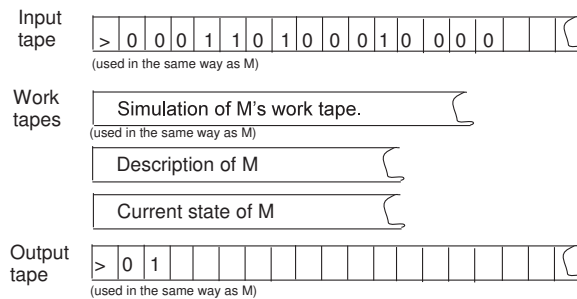 Input tape
> 0 0 0 1 1 0 1 0 0 0 1 0 0 0 0
(used in the same way as M)
Work tapes
Simulation of M's work tape.
(used in the same way as M)
Description of M
Current state of M
Output tape
> 0 1
(used in the same way as M)